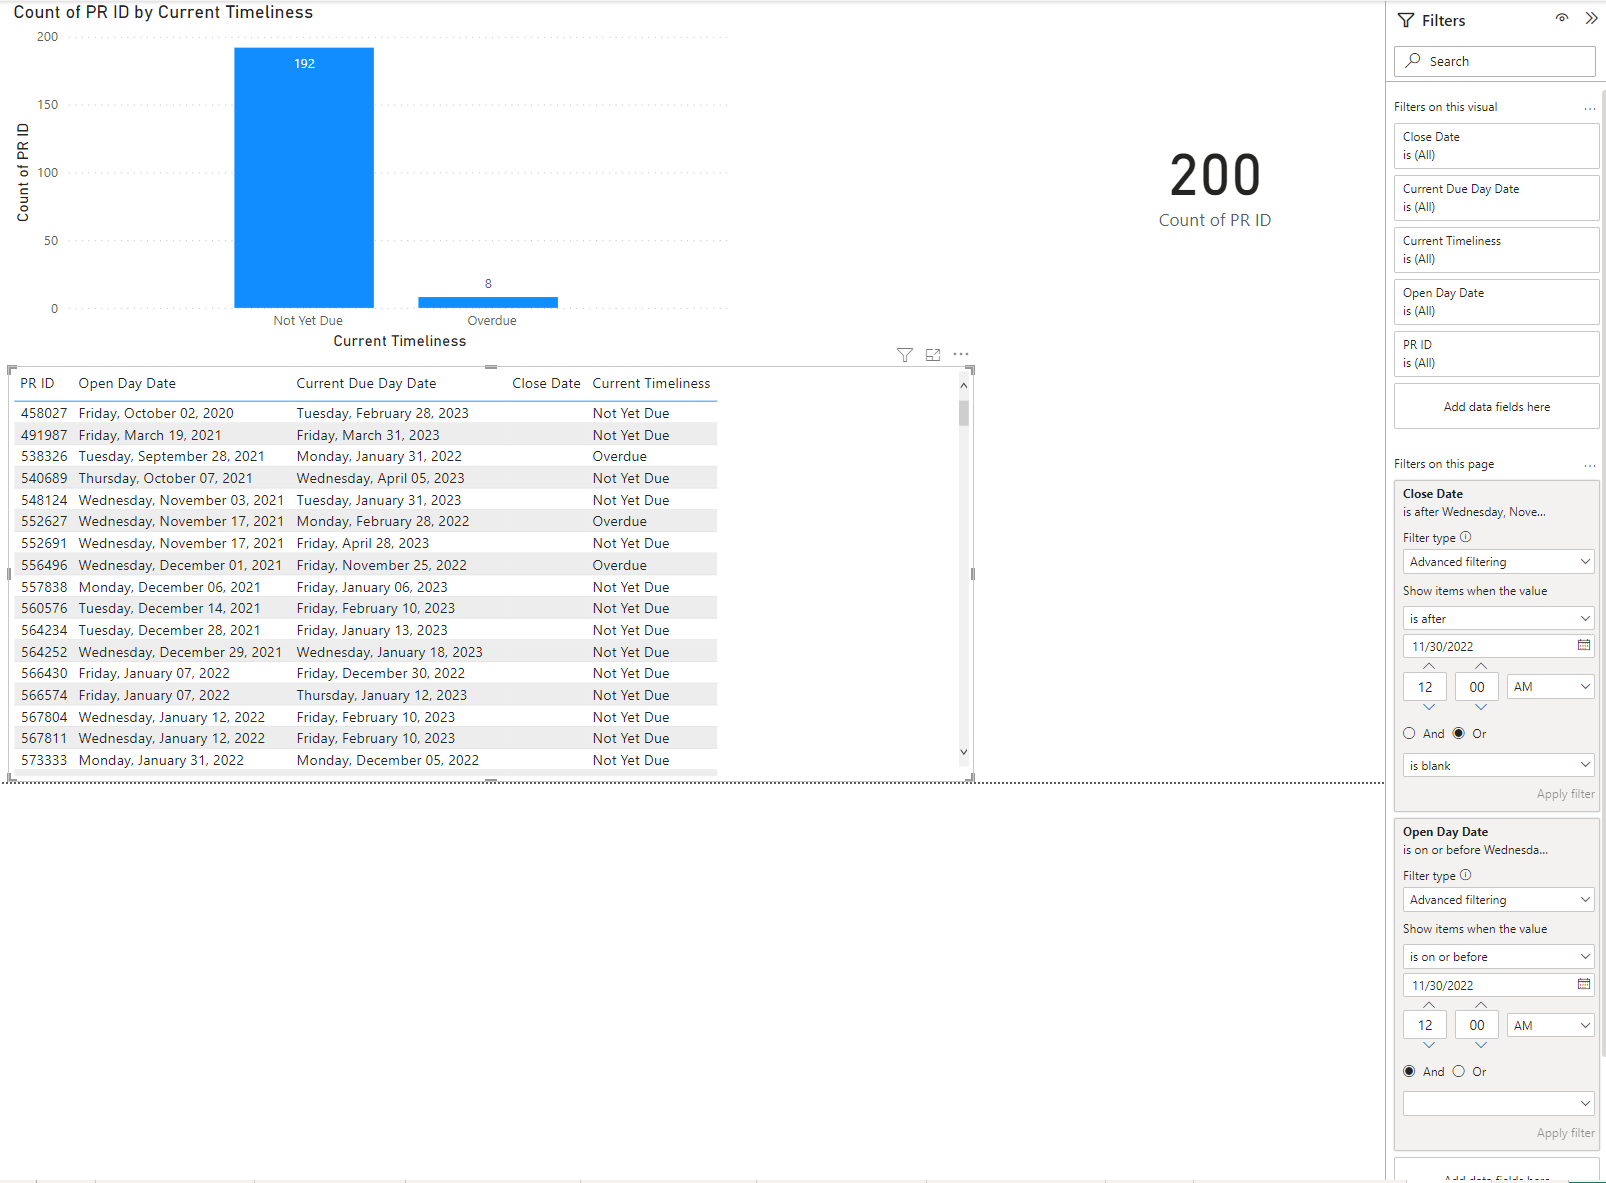 Count of PR ID by Current Timeliness
200
150
100
50
0
Count of PR ID
192
8
Not Yet Due
Overdue
Current Timeliness
200
Count of PR ID
PR ID Open Day Date Current Due Day Date Close Date Current Timeliness
458027 Friday, October 02, 2020 Tuesday, February 28, 2023 Not Yet Due
491987 Friday, March 19, 2021 Friday, March 31, 2023 Not Yet Due
538326 Tuesday, September 28, 2021 Monday, January 31, 2022 Overdue
540689 Thursday, October 07, 2021 Wednesday, April 05, 2023 Not Yet Due
548124 Wednesday, November 03, 2021 Tuesday, January 31, 2023 Not Yet Due
552627 Wednesday, November 17, 2021 Monday, February 28, 2022 Overdue
552691 Wednesday, November 17, 2021 Friday, April 28, 2023 Not Yet Due
556496 Wednesday, December 01, 2021 Friday, November 25, 2022 Overdue
557838 Monday, December 06, 2021 Friday, January 06, 2023 Not Yet Due
560576 Tuesday, December 14, 2021 Friday, February 10, 2023 Not Yet Due
564234 Tuesday, December 28, 2021 Friday, January 13, 2023 Not Yet Due
564252 Wednesday, December 29, 2021 Wednesday, January 18, 2023 Not Yet Due
566430 Friday, January 07, 2022 Friday, December 30, 2022 Not Yet Due
566574 Friday, January 07, 2022 Thursday, January 12, 2023 Not Yet Due
567804 Wednesday, January 12, 2022 Friday, February 10, 2023 Not Yet Due
567811 Wednesday, January 12, 2022 Friday, February 10, 2023 Not Yet Due
573333 Monday, January 31, 2022 Monday, December 05, 2022 Not Yet Due
Filters
Search
Filters on this visual
Close Date
is (All)
Current Due Day Date
is (All)
Current Timeliness
is (All)
Open Day Date
is (All)
PR ID
is (All)
Add data fields here
Filters on this page
Close Date
is after Wednesday, Nove...
Filter type
Advanced filtering
Show items when the value
is after
11/30/2022
12 00 AM
And Or
is blank
Apply filter
Open Day Date
is on or before Wednesda...
Filter type
Advanced filtering
Show items when the value
is on or before
11/30/2022
12 00 AM
And Or
Apply filter
Add data fields here